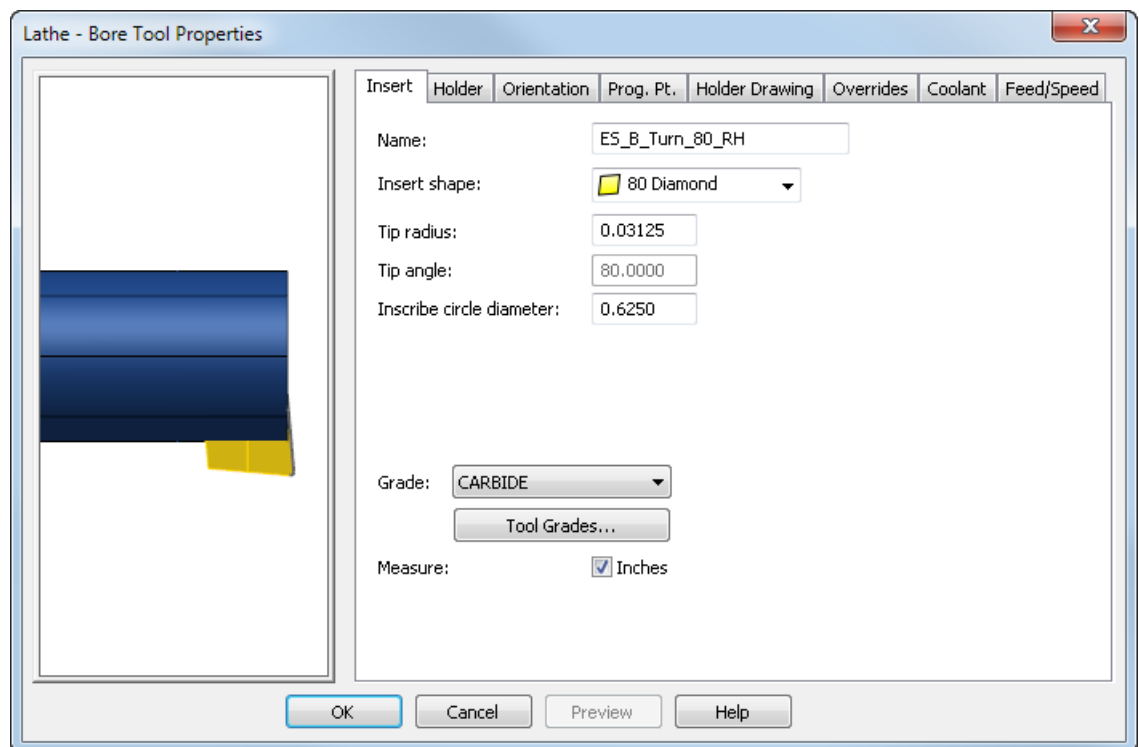 Lathe - Bore Tool Properties
Insert Holder Orientation Prog. Pt. Holder Drawing Overrides Coolant Feed/Speed
Name: ES_B_Turn_80_RH
Insert shape: 80 Diamond
Tip radius: 0.03125
Tip angle: 80.0000
Inscribe circle diameter: 0.6250
Grade: CARBIDE
Tool Grades...
Measure: Inches
OK Cancel Preview Help